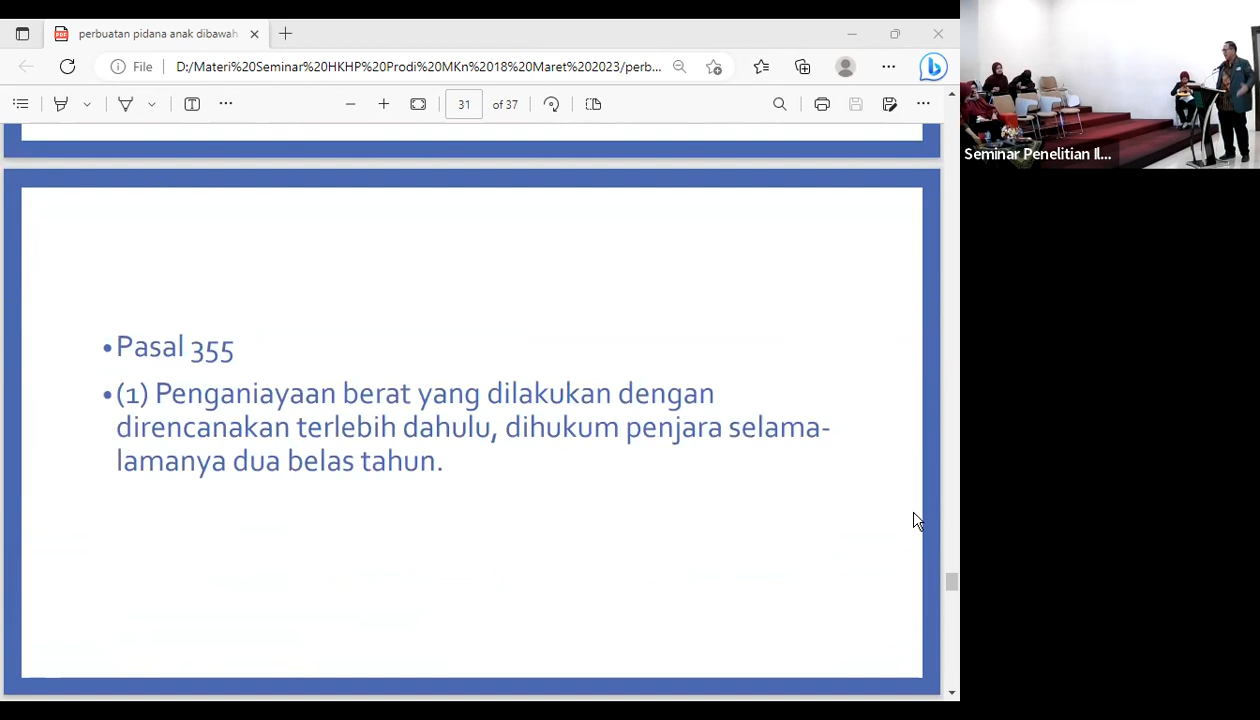 perbuatan pidana anak dibawah
File
D:/Materi%20Seminar%20HKHP%20Prodi%20MKn%2018%20Maret%202023/perb...
31 of 37
Seminar Penelitian Il...
•Pasal 355
•(1) Penganiayaan berat yang dilakukan dengan
direncanakan terlebih dahulu, dihukum penjara selama-
lamanya dua belas tahun.